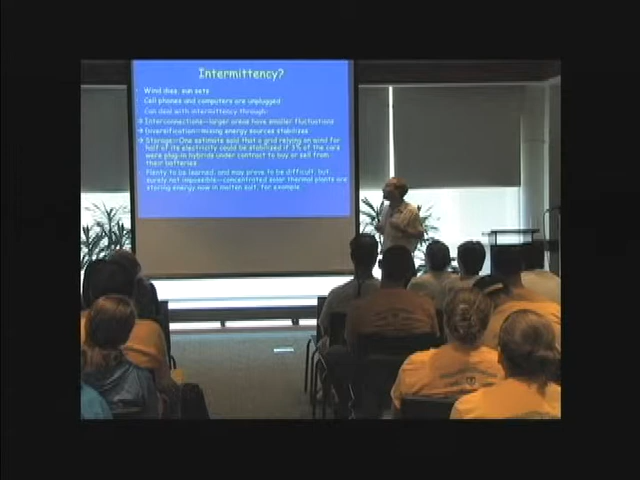 Intermittency?
Wind dies, sun sets
Cell phones and computers are unplugged
Can deal with intermittency through:
Interconnections—larger areas have smaller fluctuations
Diversification—mixing energy sources stabilizes
Storage—One estimate said that a grid relying on wind for
half of its electricity could be stabilized if 3% of the cars
were plug-in hybrids under contract to buy or sell from
their batteries
Plenty to be learned, and may prove to be difficult, but
surely not impossible—concentrated solar thermal plants are
storing energy now in molten salt, for example